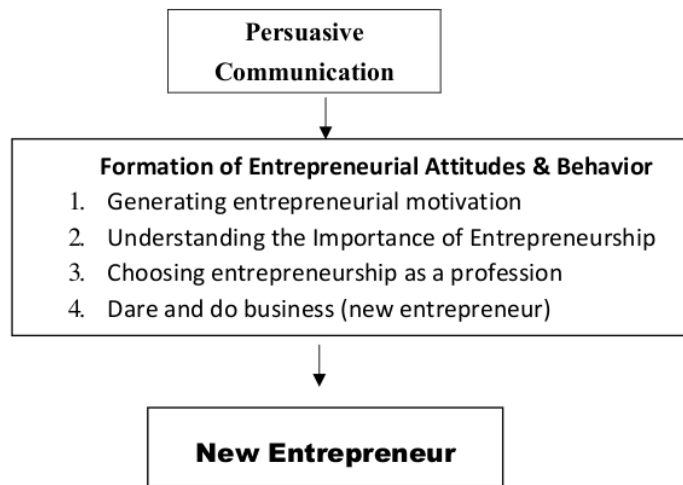 Persuasive
Communication
Formation of Entrepreneurial Attitudes & Behavior
1. Generating entrepreneurial motivation
2. Understanding the Importance of Entrepreneurship
3. Choosing entrepreneurship as a profession
4. Dare and do business (new entrepreneur)
New Entrepreneur